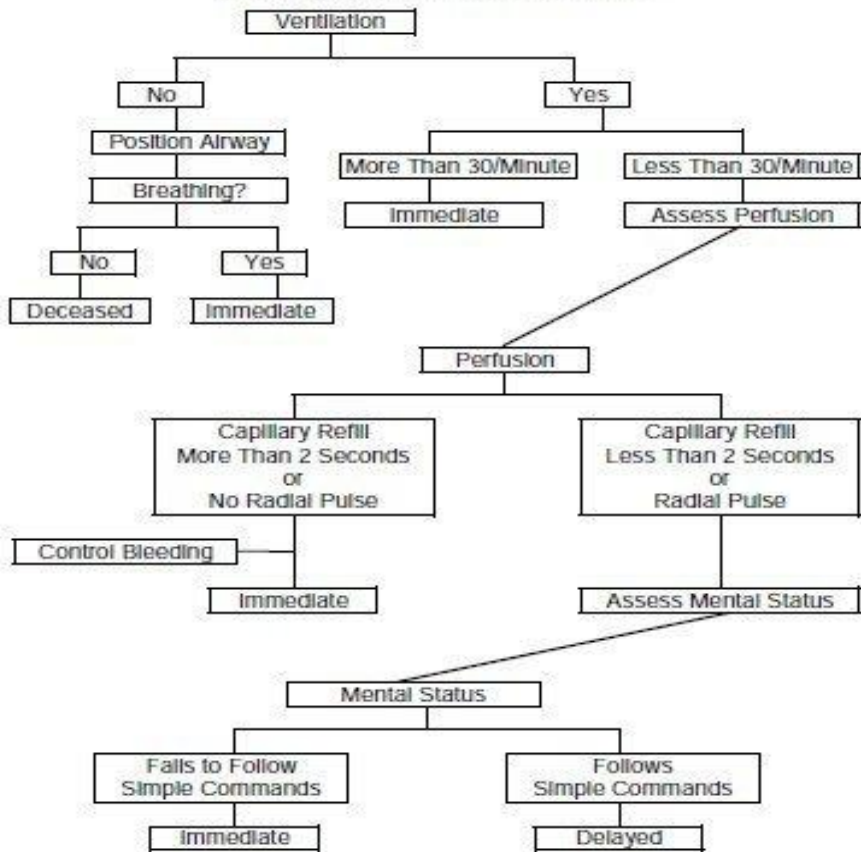 Ventilation
No
Yes
Position Airway
More Than 30/Minute
Less Than 30/Minute
Breathing?
Immediate
Assess Perfusion
No
Yes
Deceased
Immediate
Perfusion
Capillary Refill
More Than 2 Seconds
or
No Radial Pulse
Capillary Refill
Less Than 2 Seconds
or
Radial Pulse
Control Bleeding
Immediate
Assess Mental Status
Mental Status
Fails to Follow
Simple Commands
Follows
Simple Commands
Immediate
Delayed